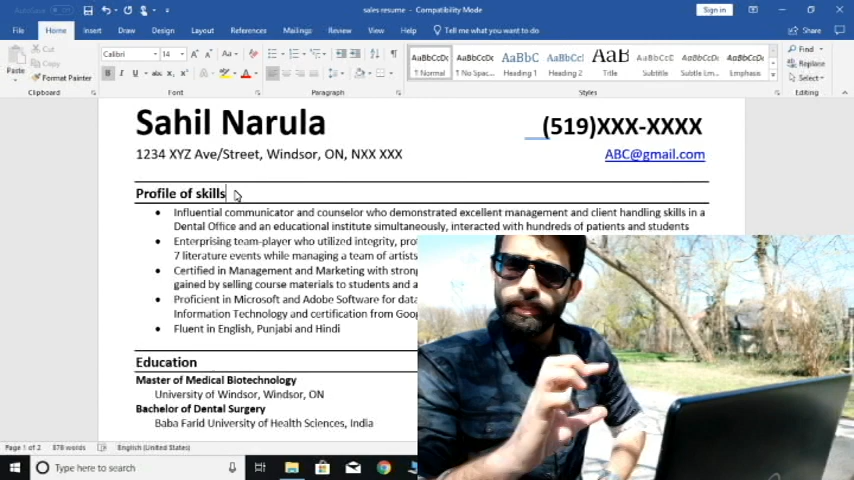 AutoSave Off
sales resume - Compatibility Mode
Sign in
File Home Insert Draw Design Layout References Mailings Review View Help Tell me what you want to do Share
Paste
Cut
Copy
Format Painter
Calibri 14
Find
Replace
Select
AaBbCcDc AaBbCcDc AaBbC AaBbCcl AaB AaBbCcD AaBbCcDc AaBbCcDc
¶ Normal ¶ No Spac... Heading 1 Heading 2 Title Subtitle Subtle Em... Emphasis
Clipboard Font Paragraph Styles Editing
Sahil Narula (519)XXX-XXXX
1234 XYZ Ave/Street, Windsor, ON, NXX XXX ABC@gmail.com
Profile of skills
• Influential communicator and counselor who demonstrated excellent management and client handling skills in a
Dental Office and an educational institute simultaneously, interacted with hundreds of patients and students
• Enterprising team-player who utilized integrity,
7 literature events while managing a team of artists
• Certified in Management and Marketing with strong
gained by selling course materials to students and
• Proficient in Microsoft and Adobe Software for data
Information Technology and certification from
• Fluent in English, Punjabi and Hindi
Education
Master of Medical Biotechnology
University of Windsor, Windsor, ON
Bachelor of Dental Surgery
Baba Farid University of Health Sciences, India
Page 1 of 2 878 words English (United States)
Type here to search